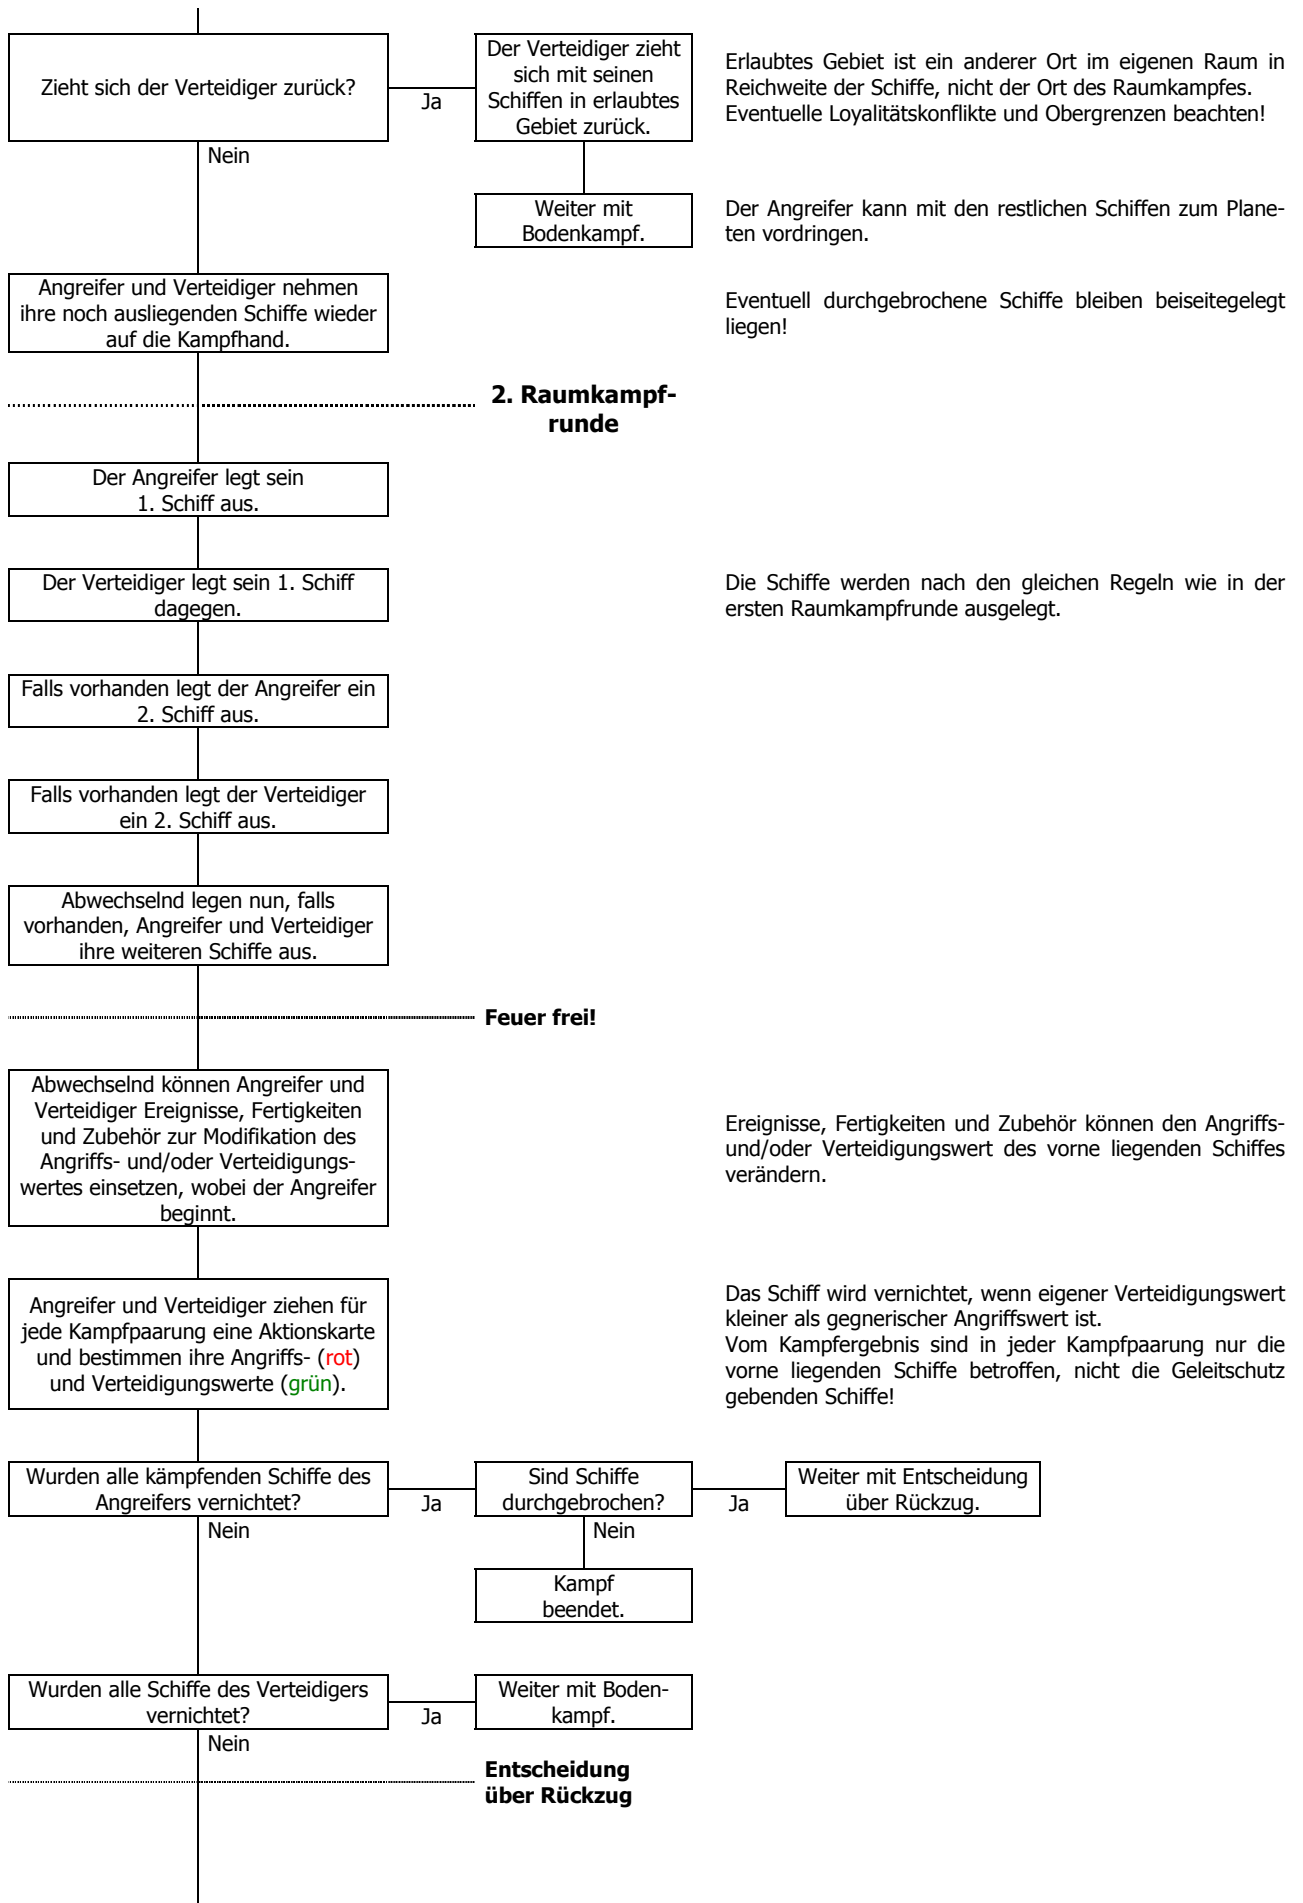 Zieht sich der Verteidiger zurück?
Ja
Der Verteidiger zieht
sich mit seinen
Schiffen in erlaubtes
Gebiet zurück.
Erlaubtes Gebiet ist ein anderer Ort im eigenen Raum in
Reichweite der Schiffe, nicht der Ort des Raumkampfes.
Eventuelle Loyalitätskonflikte und Obergrenzen beachten!
Nein
Weiter mit
Bodenkampf.
Der Angreifer kann mit den restlichen Schiffen zum Plane-
ten vordringen.
Angreifer und Verteidiger nehmen
ihre noch ausliegenden Schiffe wieder
auf die Kampfhand.
Eventuell durchgebrochene Schiffe bleiben beiseitegelegt
liegen!
2. Raumkampf-
runde
Der Angreifer legt sein
1. Schiff aus.
Der Verteidiger legt sein 1. Schiff
dagegen.
Die Schiffe werden nach den gleichen Regeln wie in der
ersten Raumkampfrunde ausgelegt.
Falls vorhanden legt der Angreifer ein
2. Schiff aus.
Falls vorhanden legt der Verteidiger
ein 2. Schiff aus.
Abwechselnd legen nun, falls
vorhanden, Angreifer und Verteidiger
ihre weiteren Schiffe aus.
Feuer frei!
Abwechselnd können Angreifer und
Verteidiger Ereignisse, Fertigkeiten
und Zubehör zur Modifikation des
Angriffs- und/oder Verteidigungs-
wertes einsetzen, wobei der Angreifer
beginnt.
Ereignisse, Fertigkeiten und Zubehör können den Angriffs-
und/oder Verteidigungswert des vorne liegenden Schiffes
verändern.
Angreifer und Verteidiger ziehen für
jede Kampfpaarung eine Aktionskarte
und bestimmen ihre Angriffs- (rot)
und Verteidigungswerte (grün).
Das Schiff wird vernichtet, wenn eigener Verteidigungswert
kleiner als gegnerischer Angriffswert ist.
Vom Kampfergebnis sind in jeder Kampfpaarung nur die
vorne liegenden Schiffe betroffen, nicht die Geleitschutz
gebenden Schiffe!
Wurden alle kämpfenden Schiffe des
Angreifers vernichtet?
Ja
Sind Schiffe
durchgebrochen?
Ja
Weiter mit Entscheidung
über Rückzug.
Nein
Nein
Kampf
beendet.
Wurden alle Schiffe des Verteidigers
vernichtet?
Ja
Weiter mit Boden-
kampf.
Nein
Entscheidung
über Rückzug